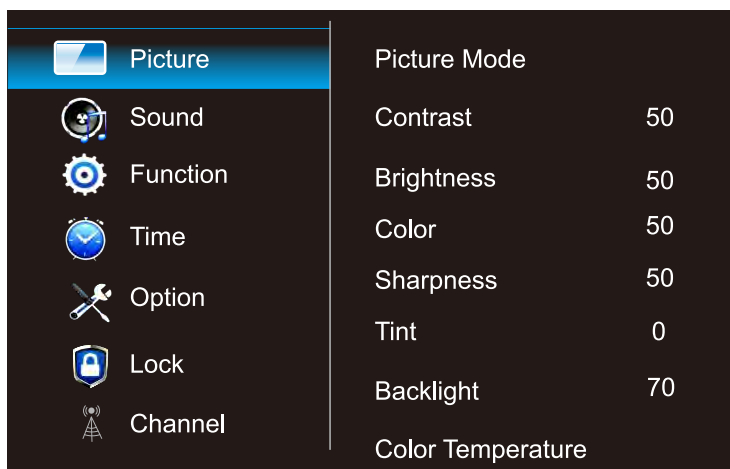 Picture
Sound
Function
Time
Option
Lock
Channel
Picture Mode
Contrast 50
Brightness 50
Color 50
Sharpness 50
Tint 0
Backlight 70
Color Temperature